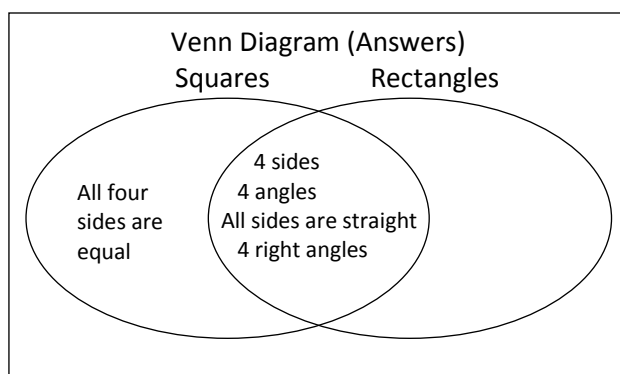 Venn Diagram (Answers)
Squares Rectangles
All four
sides are
equal
4 sides
4 angles
All sides are straight
4 right angles